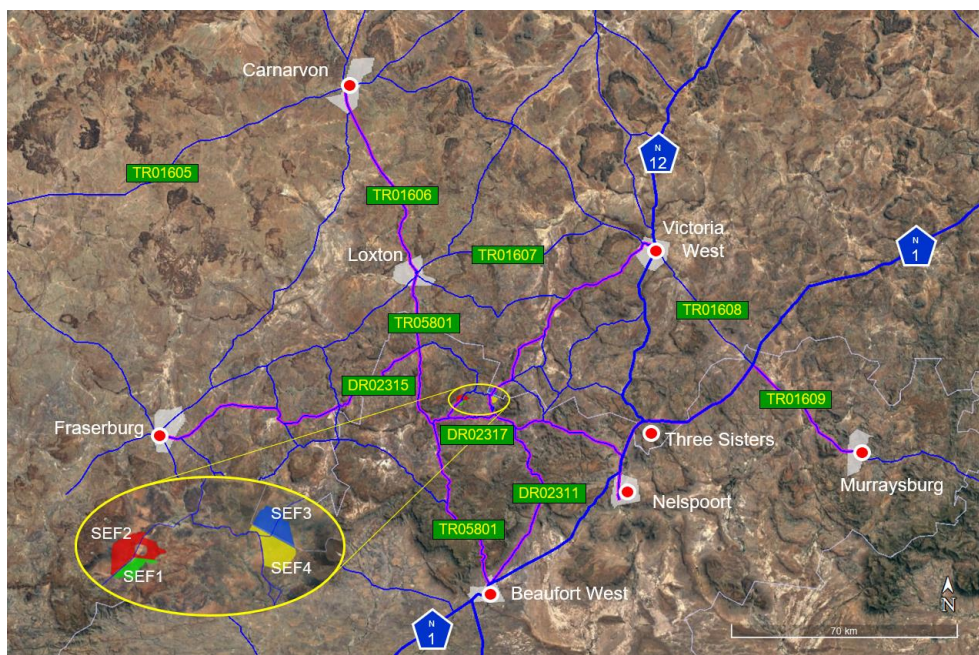 Carnarvon
N
12
TR01605
TR01606
Victoria
West
N
1
Loxton
TR01607
TR01608
TR05801
DR02315
TR01609
Fraserburg
DR02317
Three Sisters
Murraysburg
DR02311
Nelspoort
SEF3
SEF2
SEF4
SEF1
TR05801
Beaufort West
N
1
N
70 km